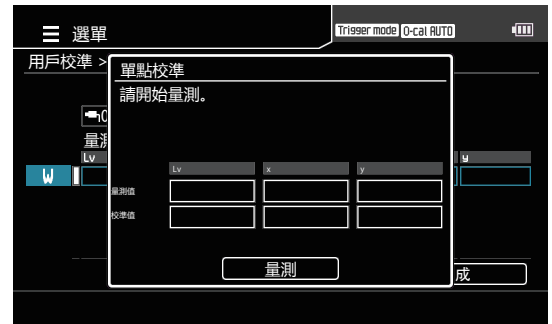 選單
Trigger mode O-cal AUTO
用戶校準 >
單點校準
請開始量測。
Lv
W
Lv x y
y
量測值
校準值
量測
成